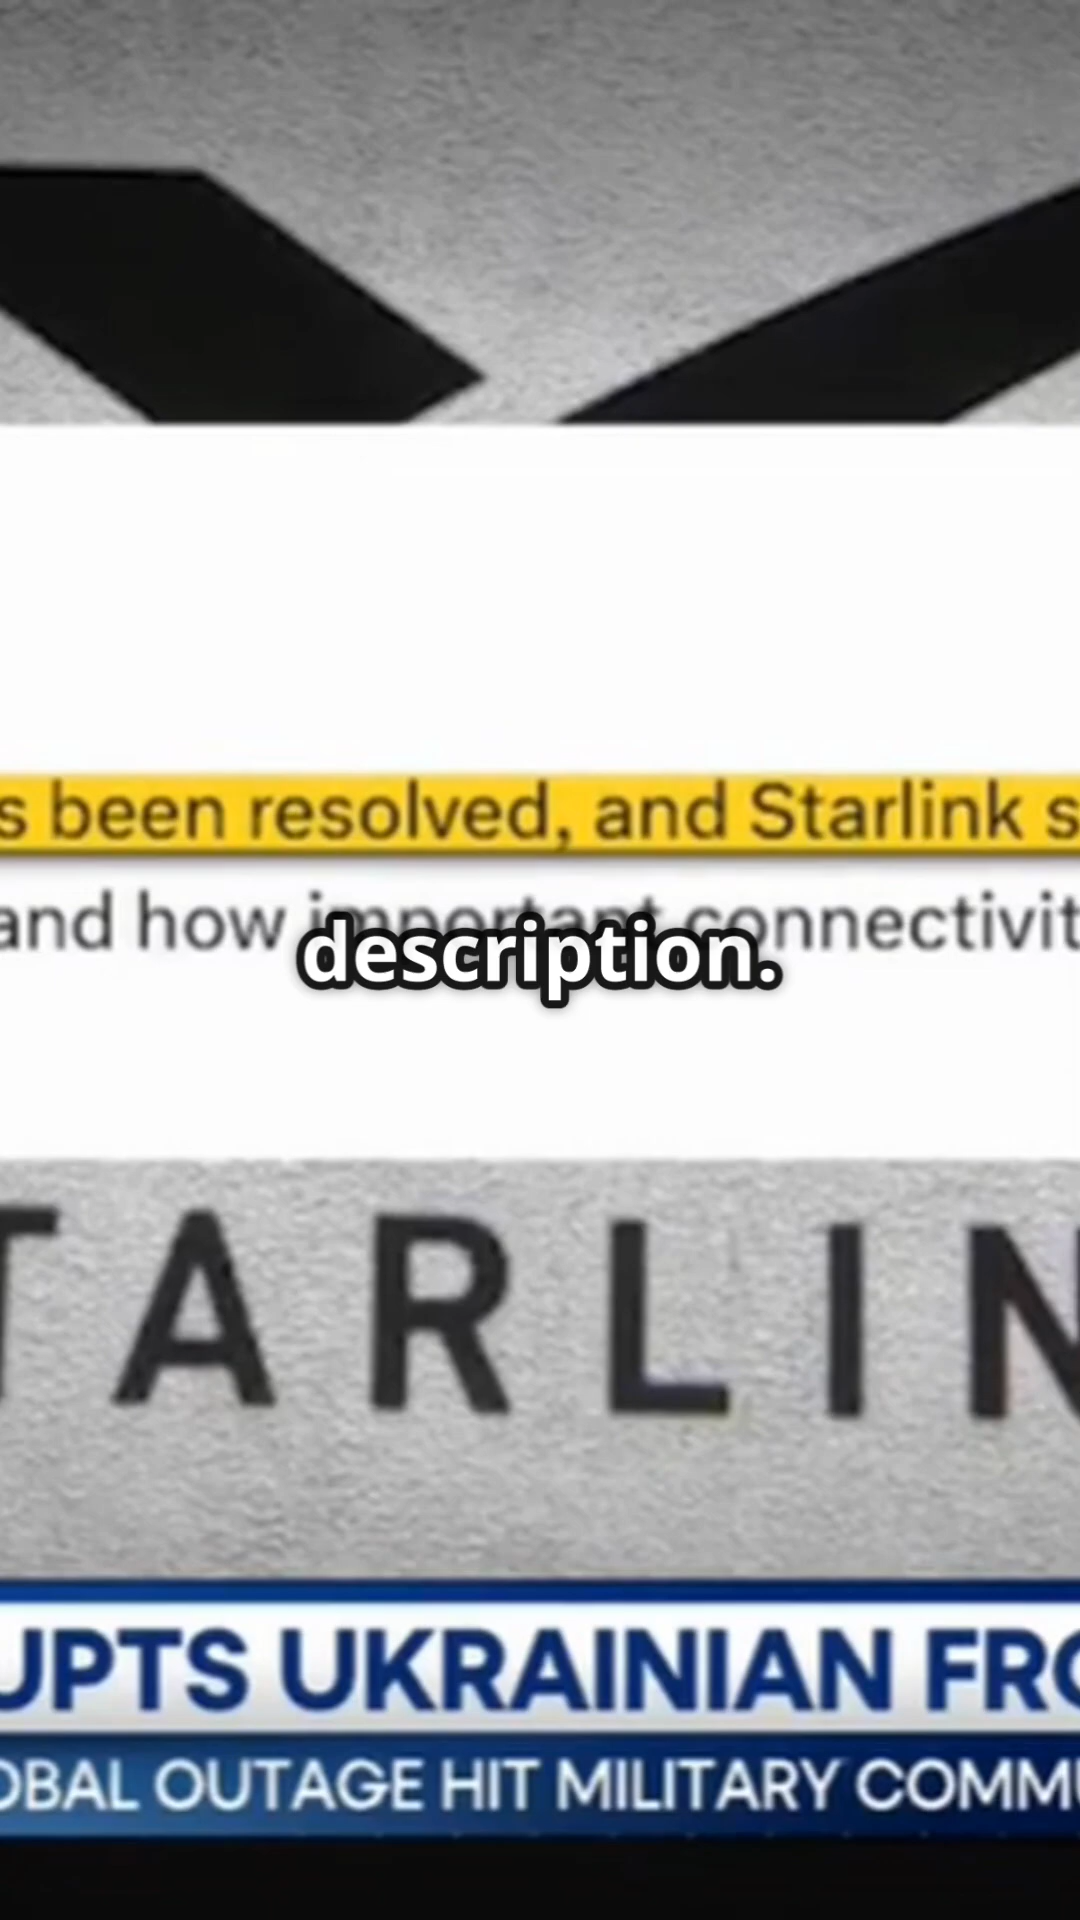 s been resolved, and Starlink s
and how important connectivit
description.
TARLIN
UPTS UKRAINIAN FRO
OBAL OUTAGE HIT MILITARY COMMU